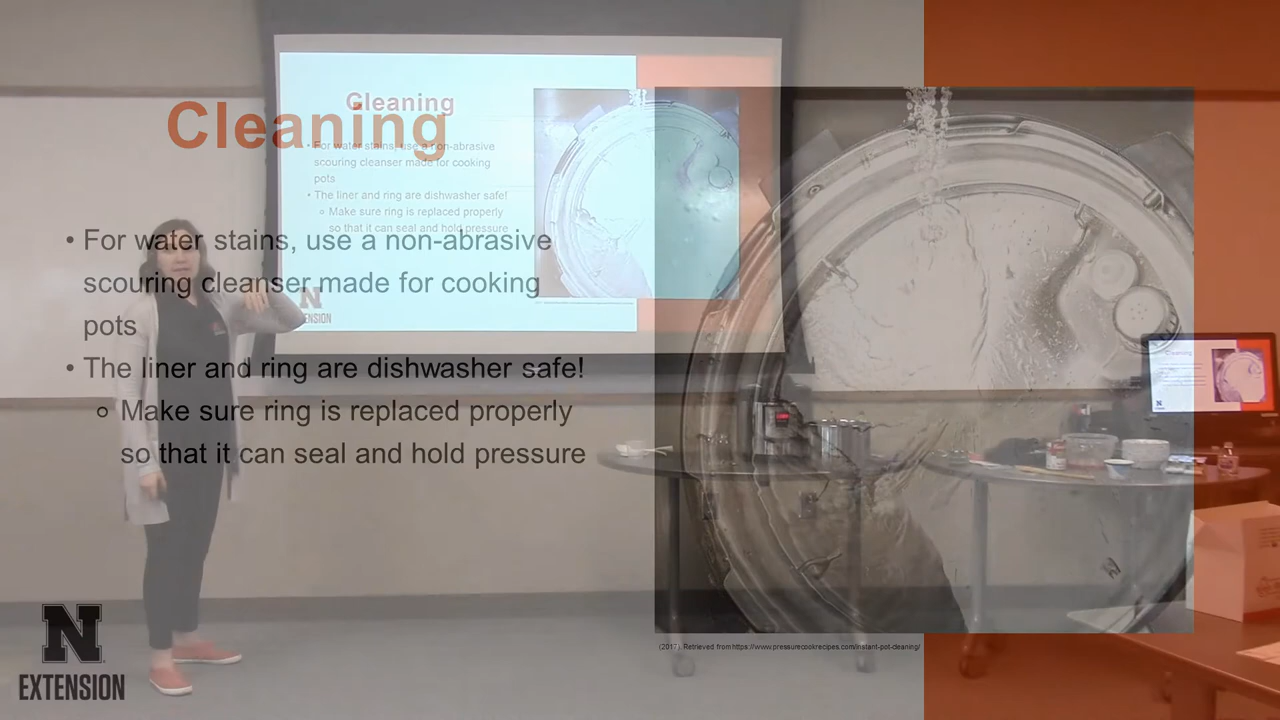 Cleaning
• For water stains, use a non-abrasive
scouring cleanser made for cooking
pots
• The liner and ring are dishwasher safe!
o Make sure ring is replaced properly
so that it can seal and hold pressure
Cleaning
• For water stains, use a non-abrasive
scouring cleanser made for cooking
pots
• The liner and ring are dishwasher safe!
o Make sure ring is replaced properly
so that it can seal and hold pressure
N
ENSION
Cleaning
N
EXTENSION
(2017). Retrieved from https://www.pressurecookrecipes.com/instant-pot-cleaning/